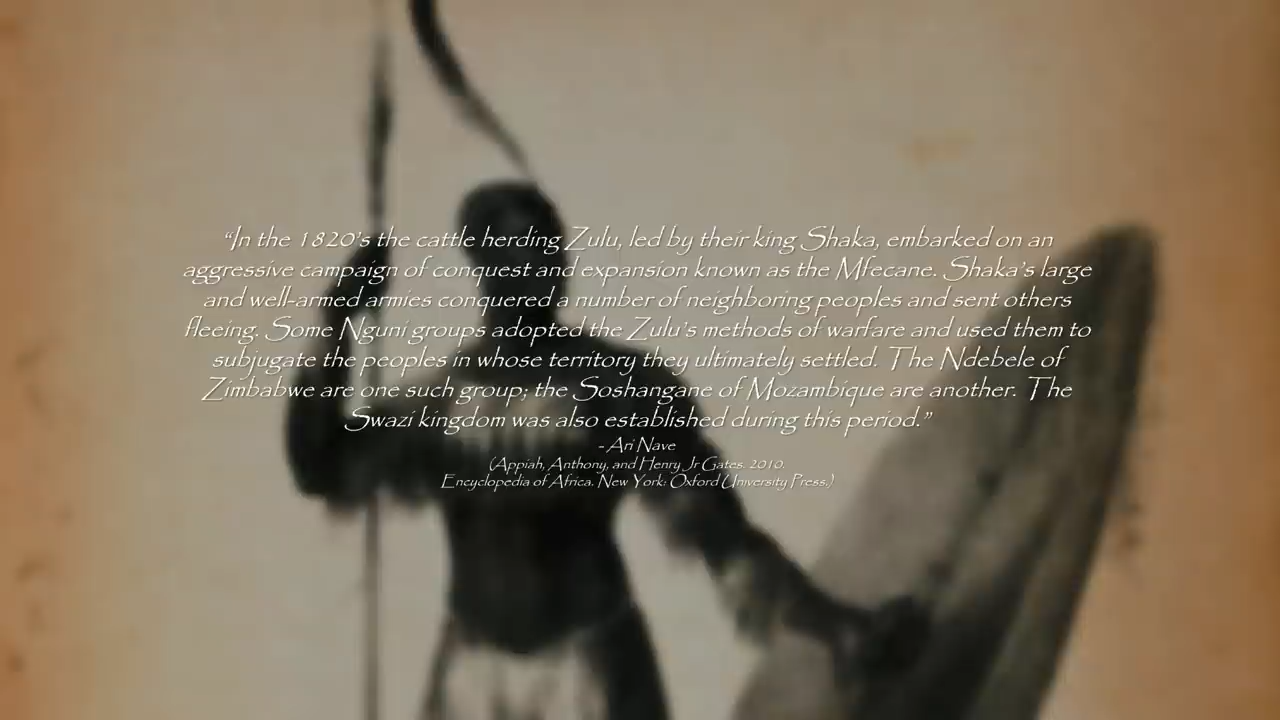 “In the 1820’s the cattle herding Zulu, led by their king Shaka, embarked on an
aggressive campaign of conquest and expansion known as the Mfecane. Shaka’s large
and well-armed armies conquered a number of neighboring peoples and sent others
fleeing. Some Nguni groups adopted the Zulu’s methods of warfare and used them to
subjugate the peoples in whose territory they ultimately settled. The Ndebele of
Zimbabwe are one such group; the Soshangane of Mozambique are another. The
Swazi kingdom was also established during this period.”
- Ari Nave
(Appiah, Anthony, and Henry Jr Gates. 2010.
Encyclopedia of Africa. New York: Oxford University Press.)